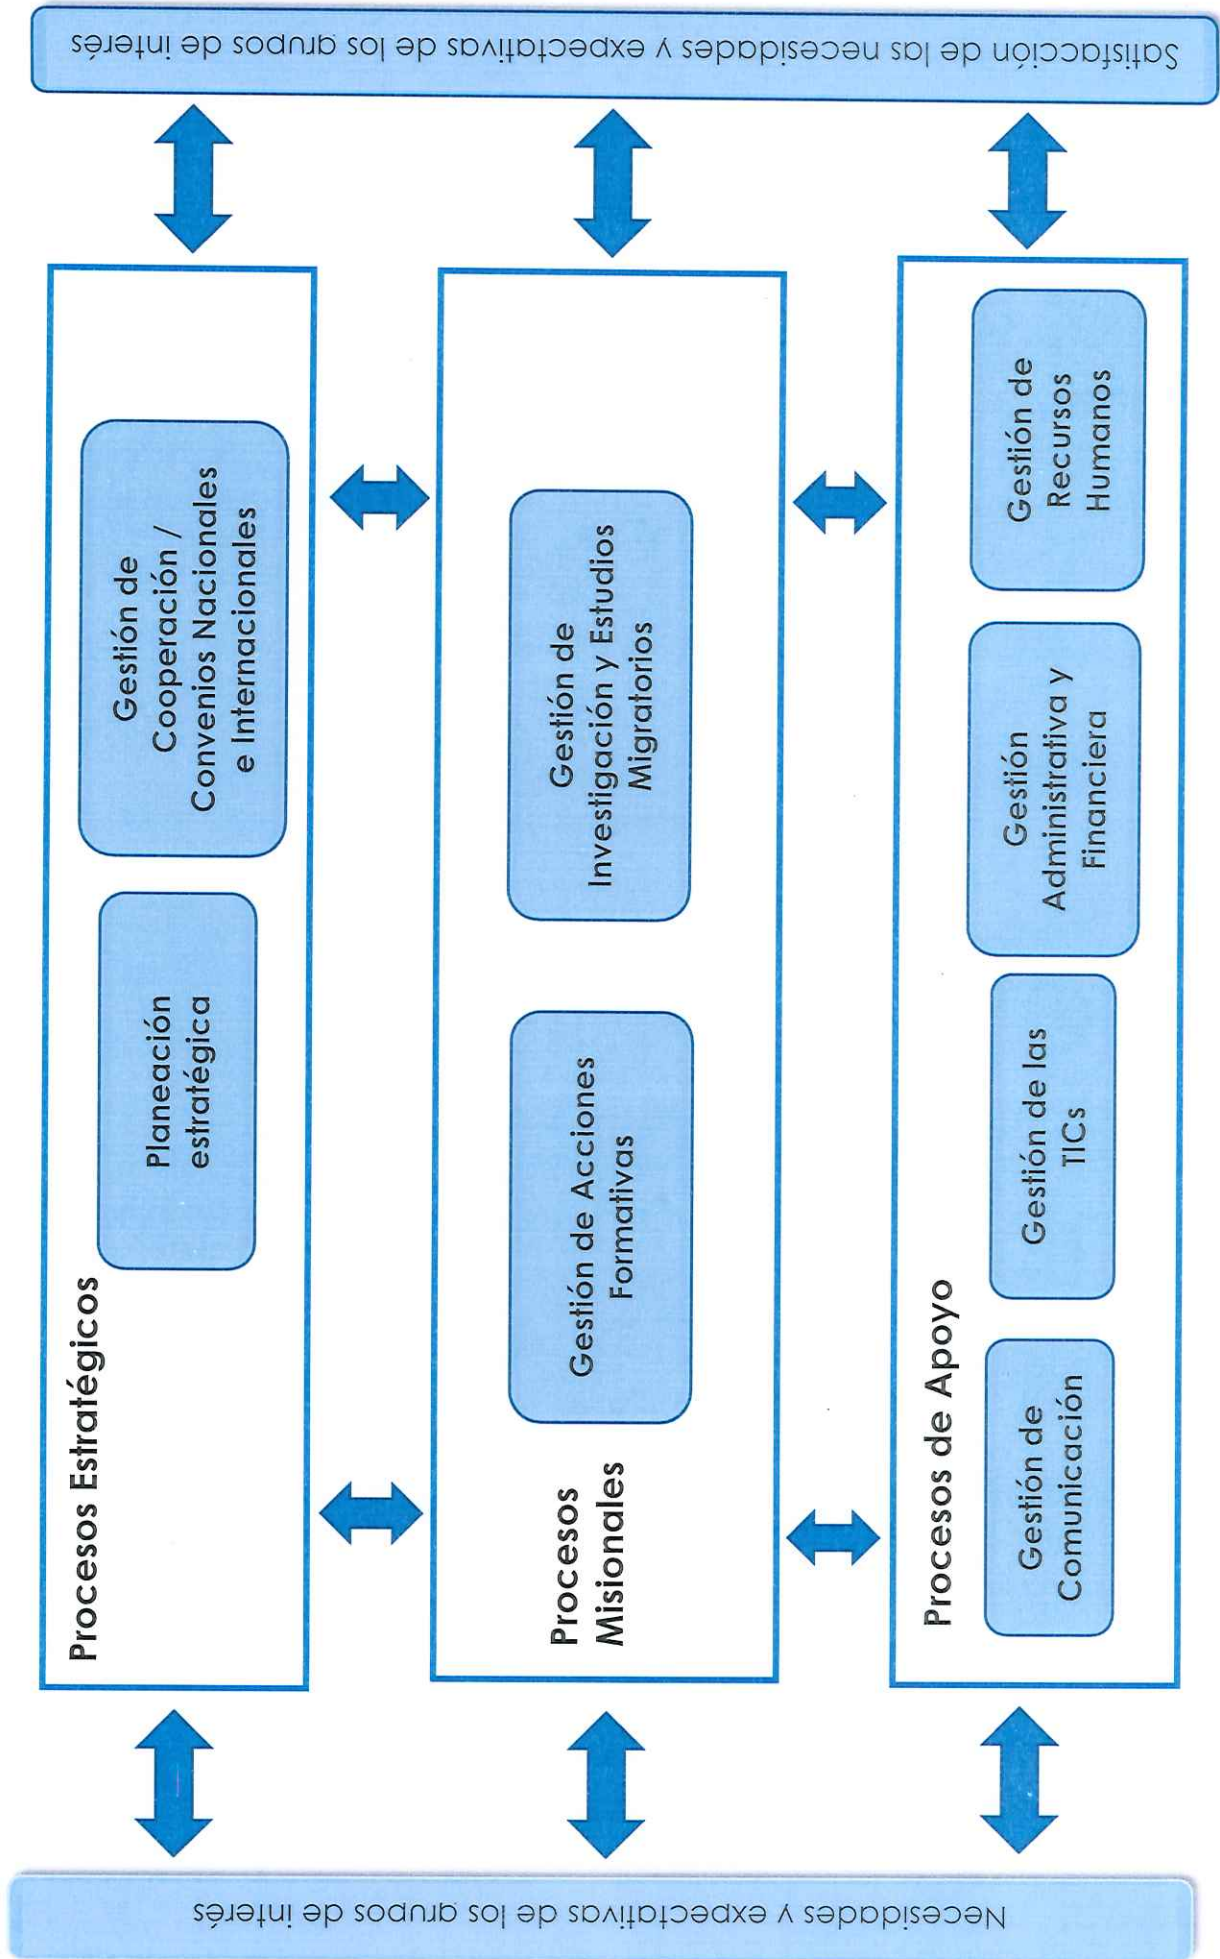 Necesidades y expectativas de los grupos de interés
Procesos Estratégicos
Planeación
estratégica
Gestión de
Cooperación /
Convenios Nacionales
e Internacionales
Procesos
Misionales
Gestión de Acciones
Formativas
Gestión de
Investigación y Estudios
Migratorios
Procesos de Apoyo
Gestión de
Comunicación
Gestión de las
TICs
Gestión
Administrativa y
Financiera
Gestión de
Recursos
Humanos
Satisfacción de las necesidades y expectativas de los grupos de interés